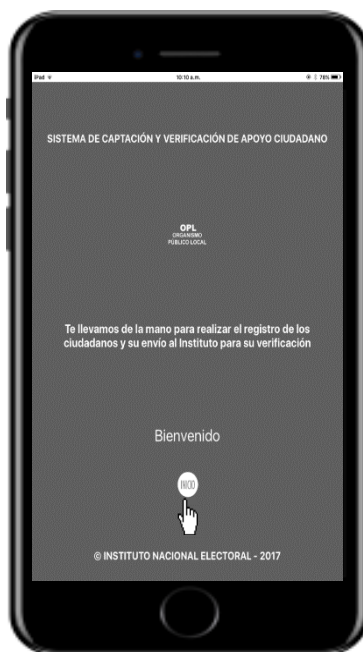 iPad
10:10 a.m.
78%
SISTEMA DE CAPTACIÓN Y VERIFICACIÓN DE APOYO CIUDADANO
OPL
ORGANISMO
PÚBLICO LOCAL
Te llevamos de la mano para realizar el registro de los
ciudadanos y su envío al Instituto para su verificación
Bienvenido
INICIO
© INSTITUTO NACIONAL ELECTORAL - 2017